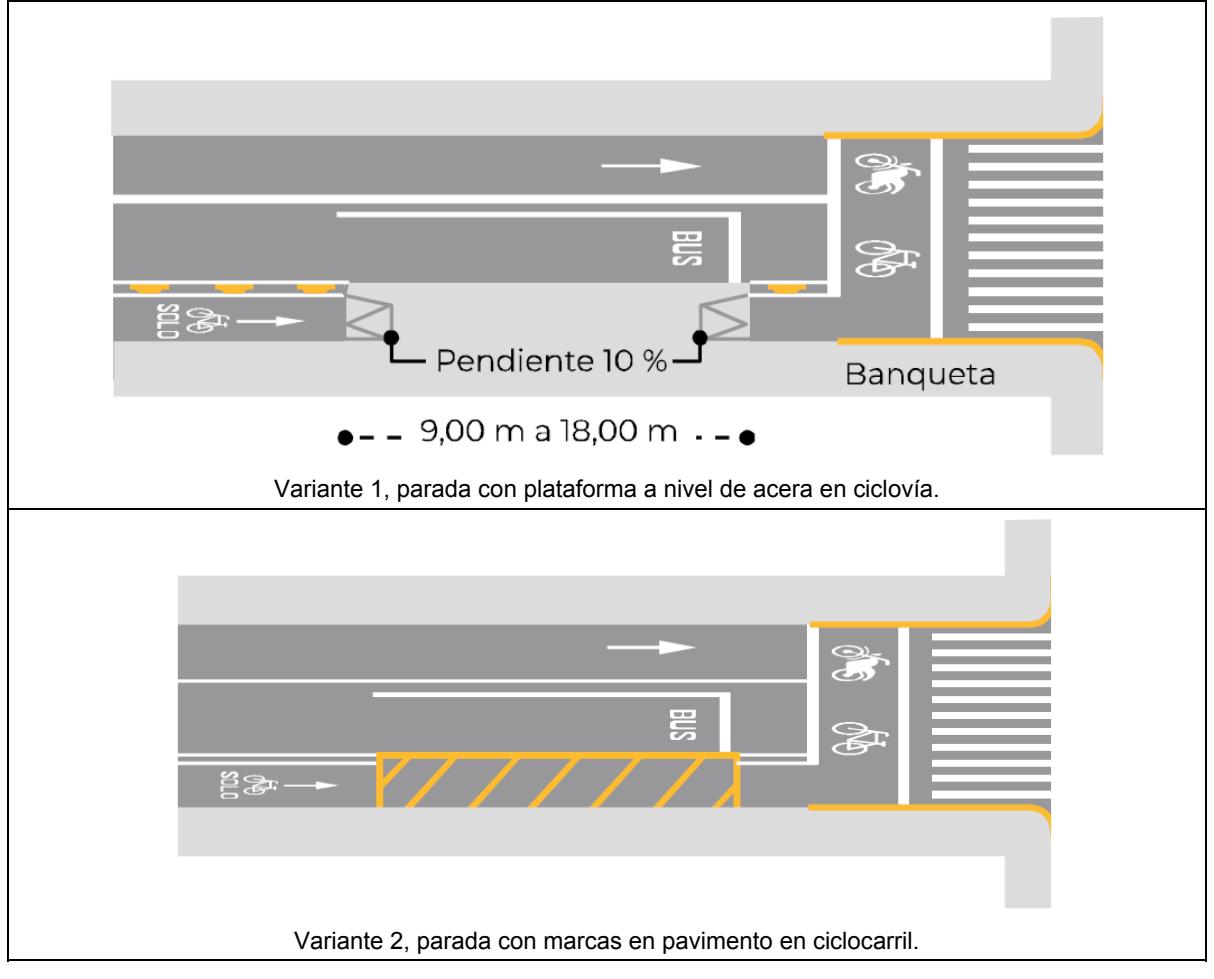 BUS
SOLO
Pendiente 10 %
Banqueta
9,00 m a 18,00 m
Variante 1, parada con plataforma a nivel de acera en ciclovía.
BUS
SOLO
Variante 2, parada con marcas en pavimento en ciclocarril.